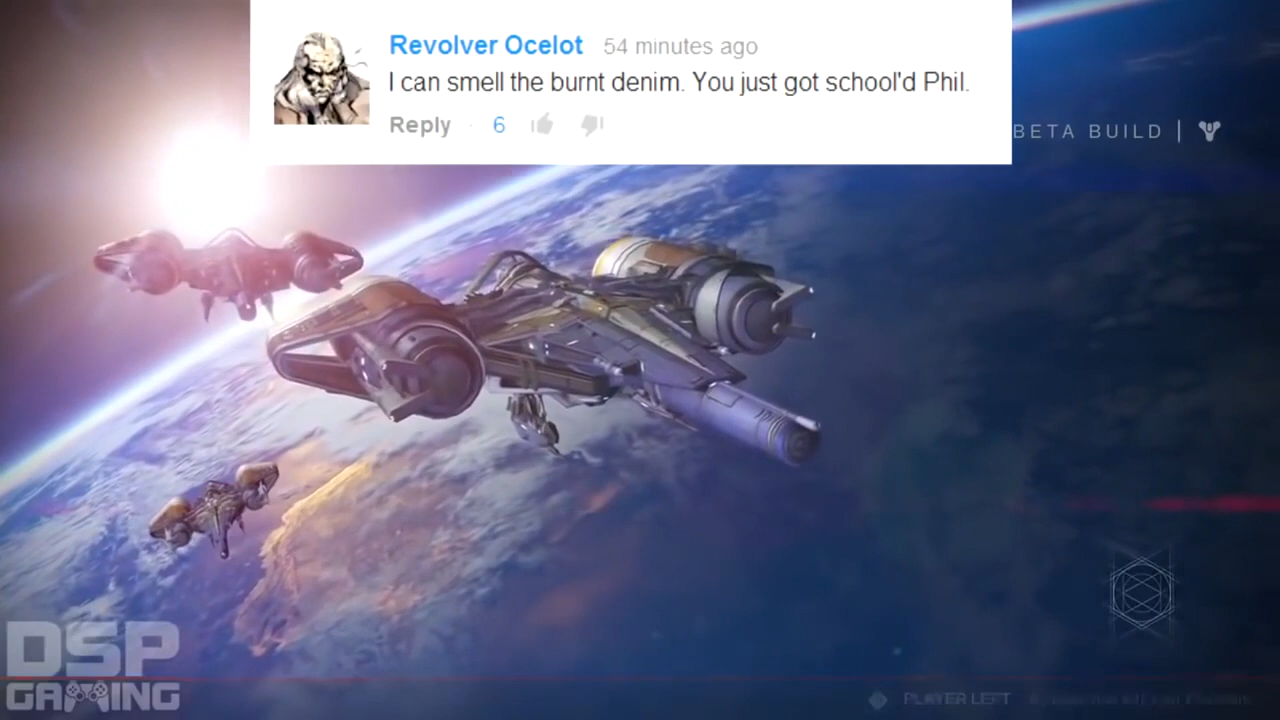 Revolver Ocelot 54 minutes ago
I can smell the burnt denim. You just got school'd Phil.
Reply · 6
BETA BUILD |
DSP
GAMING
PLAYER LEFT